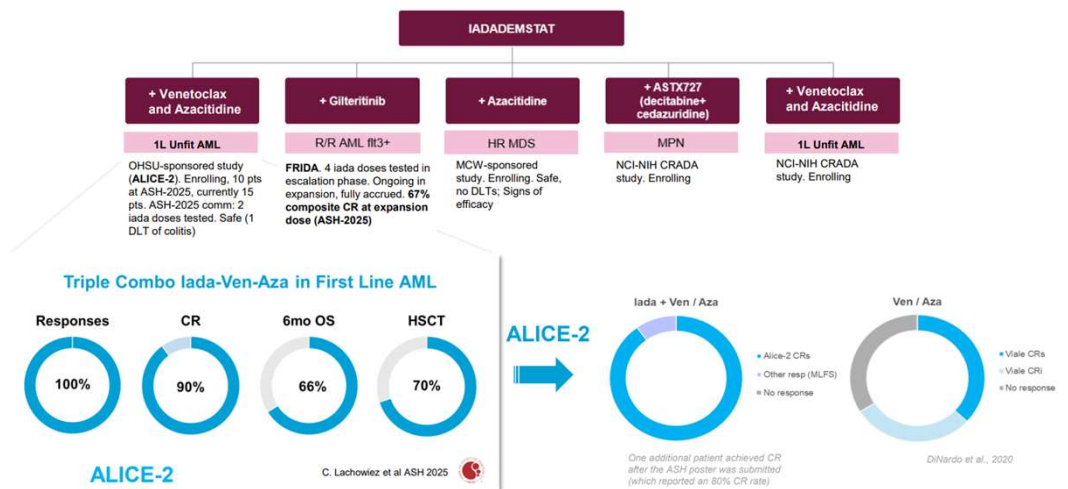 IADADEMSTAT
+ Venetoclax
and Azacitidine
1L Unfit AML
OHSU-sponsored study
(ALICE-2). Enrolling, 10 pts
at ASH-2025, currently 15
pts. ASH-2025 comm: 2
iada doses tested. Safe (1
DLT of colitis)
+ Gilteritinib
R/R AML flt3+
FRIDA. 4 iada doses tested in
escalation phase. Ongoing in
expansion, fully accrued. 67%
composite CR at expansion
dose (ASH-2025)
+ Azacitidine
HR MDS
MCW-sponsored
study. Enrolling. Safe,
no DLTs; Signs of
efficacy
+ ASTX727
(decitabine+
cedazuridine)
MPN
NCI-NIH CRADA
study. Enrolling
+ Venetoclax
and Azacitidine
1L Unfit AML
NCI-NIH CRADA
study. Enrolling
Triple Combo Iada-Ven-Aza in First Line AML
Responses
100%
CR
90%
6mo OS
66%
HSCT
70%
ALICE-2
C. Lachowiez et al ASH 2025
ALICE-2
Iada + Ven / Aza
Alice-2 CRs
Other resp (MLFS)
No response
One additional patient achieved CR
after the ASH poster was submitted
(which reported an 80% CR rate)
Ven / Aza
Viale CRs
Viale CRi
No response
DiNardo et al., 2020